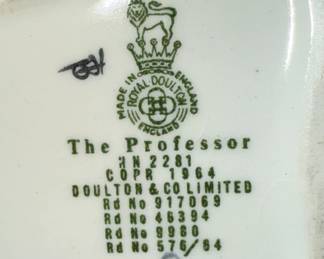 MADE IN ENGLAND
ROYAL DOULTON
ENGLAND
The Professor
HN 2281
COPR 1964
DOULTON & CO LIMITED
Rd No 917069
Rd No 46394
Rd No 9980
Rd No 576/64